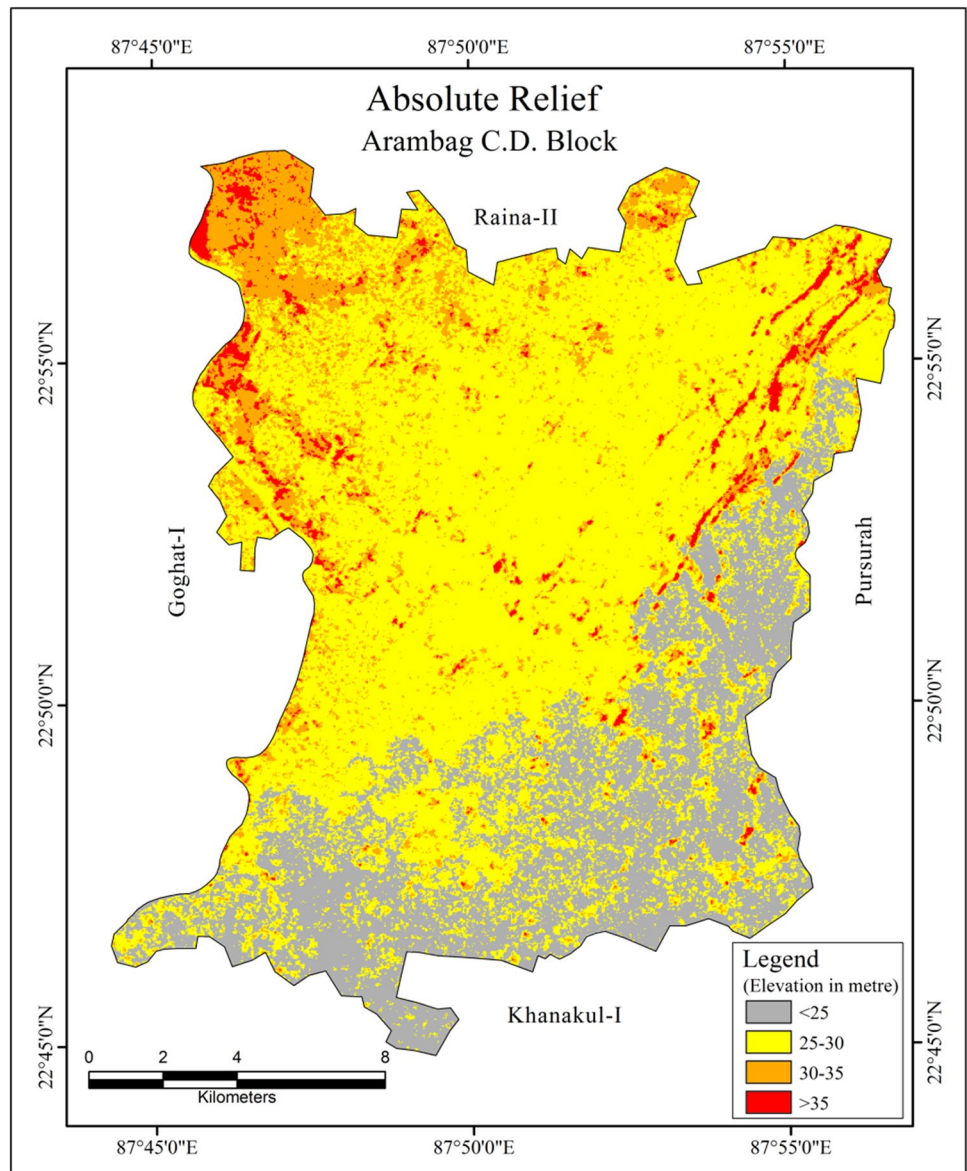 87°45'0"E
87°50'0"E
87°55'0"E
Absolute Relief
Arambag C.D. Block
Raina-II
22°55'0"N
22°55'0"N
Goghat-I
Pursurah
22°50'0"N
22°50'0"N
Khanakul-I
22°45'0"N
22°45'0"N
Legend
(Elevation in metre)
<25
25-30
30-35
>35
0 2 4 8
Kilometers
87°45'0"E
87°50'0"E
87°55'0"E